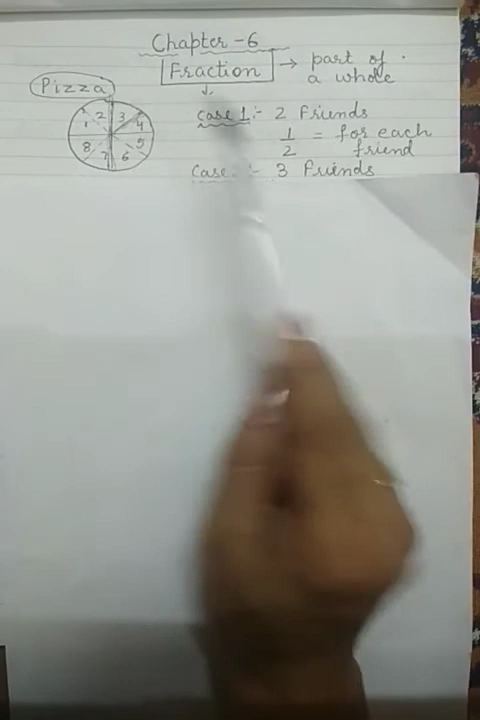 Chapter - 6
Fraction → part of a whole
Pizza
1 2 3 4 5 6 7 8
Case 1 :- 2 Friends
1/2 = for each friend
Case :- 3 Friends